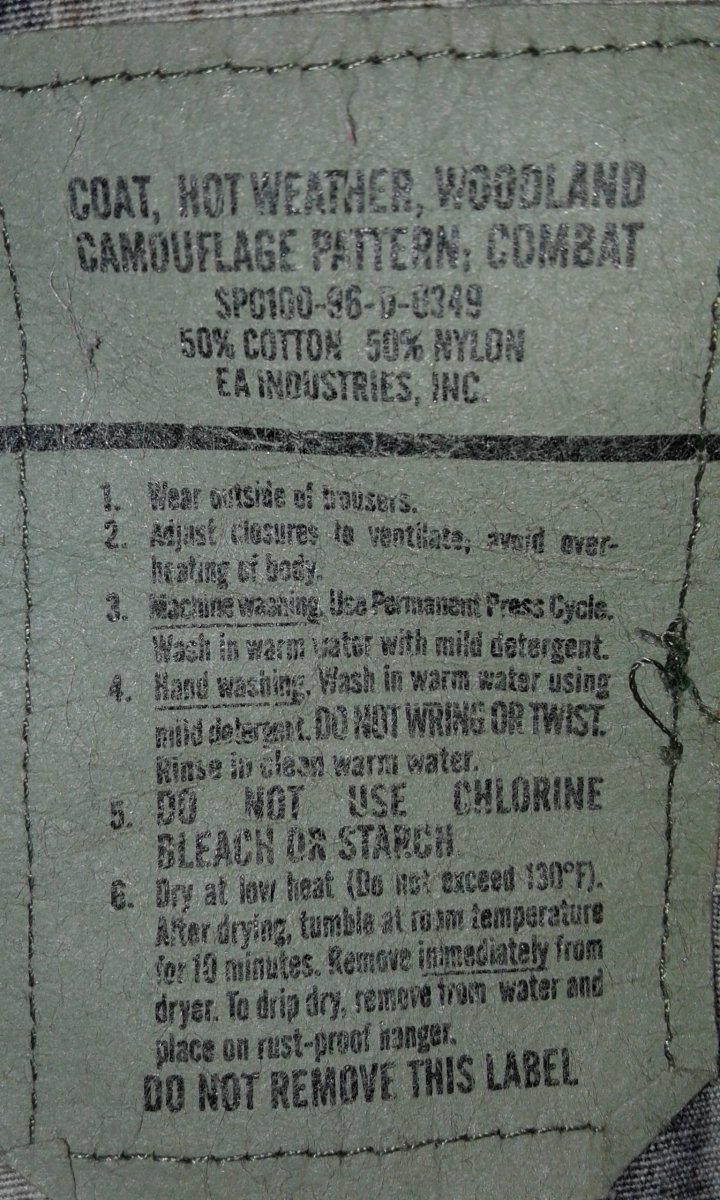 COAT, HOT WEATHER, WOODLAND
CAMOUFLAGE PATTERN; COMBAT
SPO100-96-D-0349
50% COTTON 50% NYLON
EA INDUSTRIES, INC.
1. Wear outside of trousers.
2. Adjust closures to ventilate, avoid over-
heating of body.
3. Machine washing. Use Permanent Press Cycle.
Wash in warm water with mild detergent.
4. Hand washing. Wash in warm water using
mild detergent. DO NOT WRING OR TWIST.
Rinse in clean warm water.
5. DO NOT USE CHLORINE
BLEACH OR STARCH
6. Dry at low heat (Do not exceed 130°F).
After drying, tumble at room temperature
for 10 minutes. Remove immediately from
dryer. To drip dry, remove from water and
place on rust-proof hanger.
DO NOT REMOVE THIS LABEL